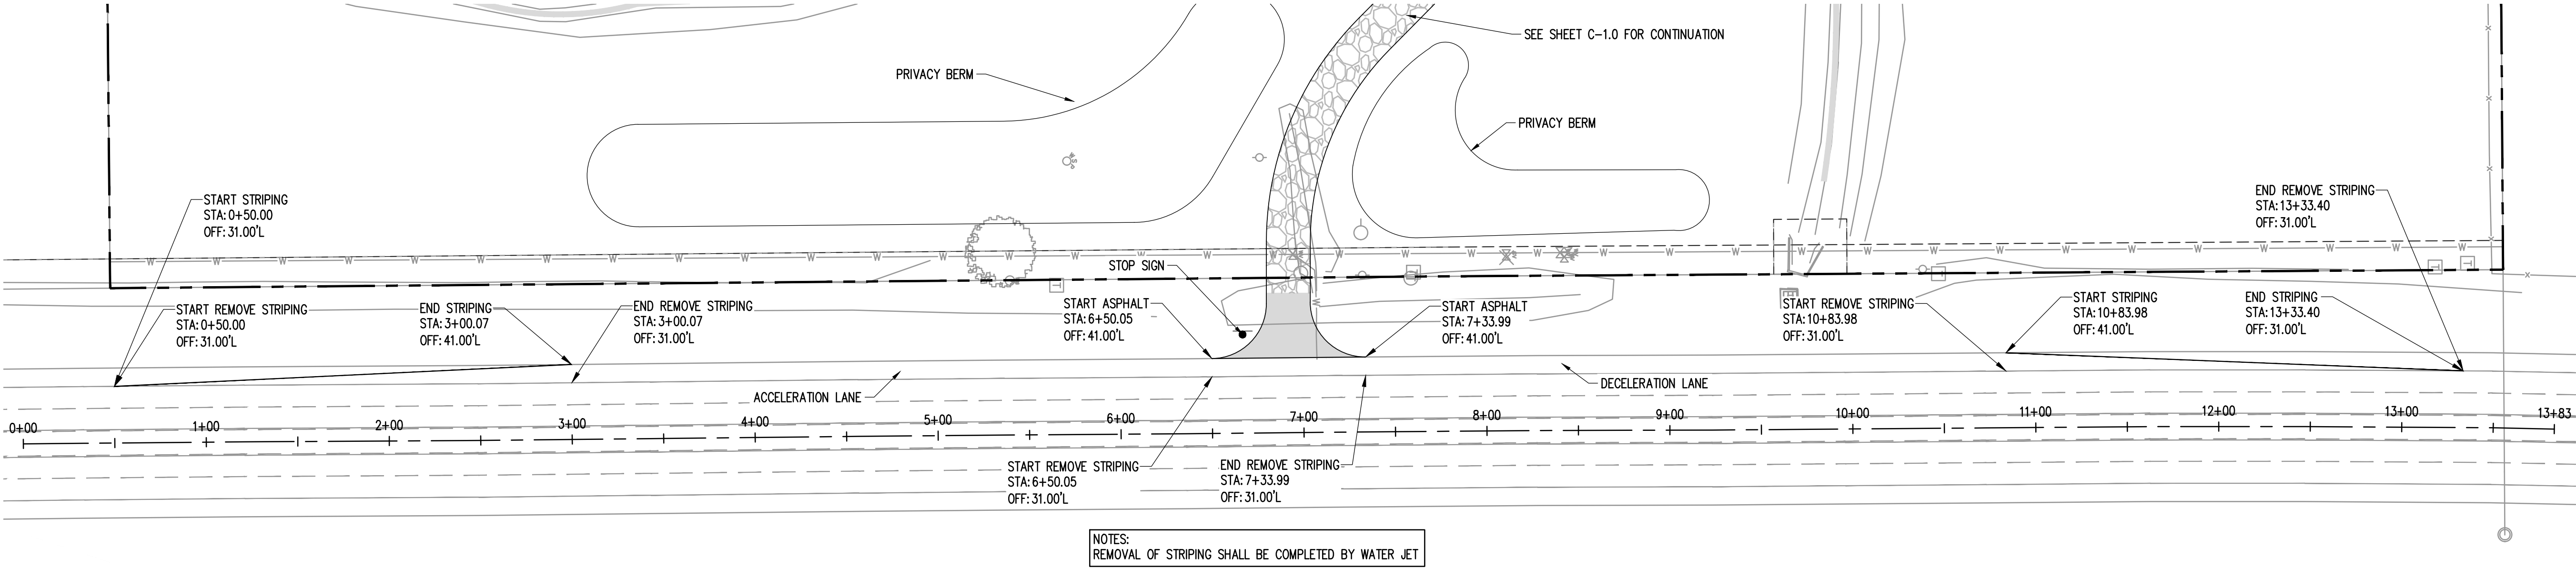 SEE SHEET C-1.0 FOR CONTINUATION
PRIVACY BERM
PRIVACY BERM
START STRIPING
STA: 0+50.00
OFF: 31.00'L
END REMOVE STRIPING
STA: 13+33.40
OFF: 31.00'L
W W W W W W W W W W W W W W W W W W W W W W W W W W W W W W W W W W W
STOP SIGN
T
T
T
START REMOVE STRIPING
STA: 0+50.00
OFF: 31.00'L
END STRIPING
STA: 3+00.07
OFF: 41.00'L
END REMOVE STRIPING
STA: 3+00.07
OFF: 31.00'L
START ASPHALT
STA: 6+50.05
OFF: 41.00'L
START ASPHALT
STA: 7+33.99
OFF: 41.00'L
START REMOVE STRIPING
STA: 10+83.98
OFF: 31.00'L
START STRIPING
STA: 10+83.98
OFF: 41.00'L
END STRIPING
STA: 13+33.40
OFF: 31.00'L
ACCELERATION LANE
DECELERATION LANE
0+00 1+00 2+00 3+00 4+00 5+00 6+00 7+00 8+00 9+00 10+00 11+00 12+00 13+00 13+83
START REMOVE STRIPING
STA: 6+50.05
OFF: 31.00'L
END REMOVE STRIPING
STA: 7+33.99
OFF: 31.00'L
NOTES:
REMOVAL OF STRIPING SHALL BE COMPLETED BY WATER JET